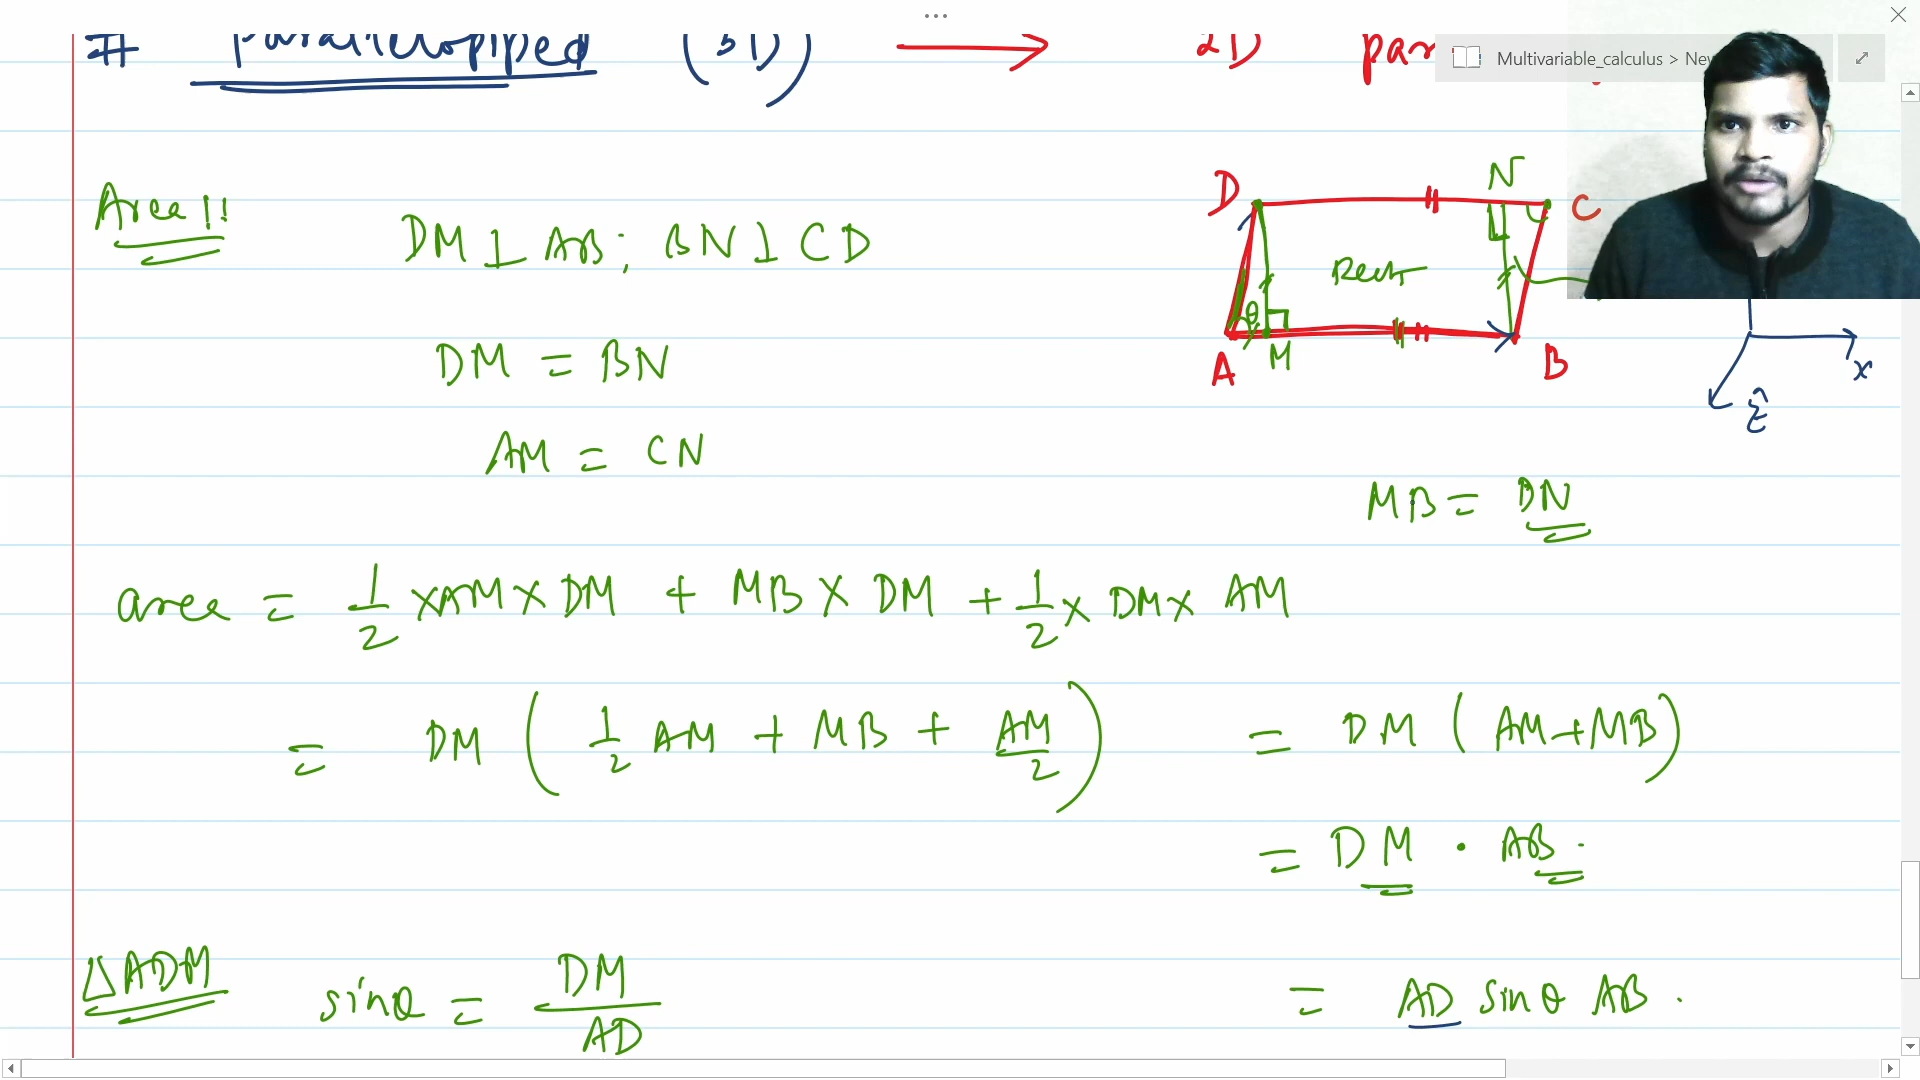 # Parallelopiped (3D) → 2D par
Multivariable_calculus > Nev
Area!!
DM ⊥ AB; BN ⊥ CD
D N C
Rect
θ
A M B
x
ẑ
DM = BN
AM = CN
MB = DN
area = 1/2 × AM × DM + MB × DM + 1/2 × DM × AM
= DM ( 1/2 AM + MB + AM/2 ) = DM ( AM + MB )
= DM · AB .
△ADM sinθ = DM/AD
= AD sinθ AB .